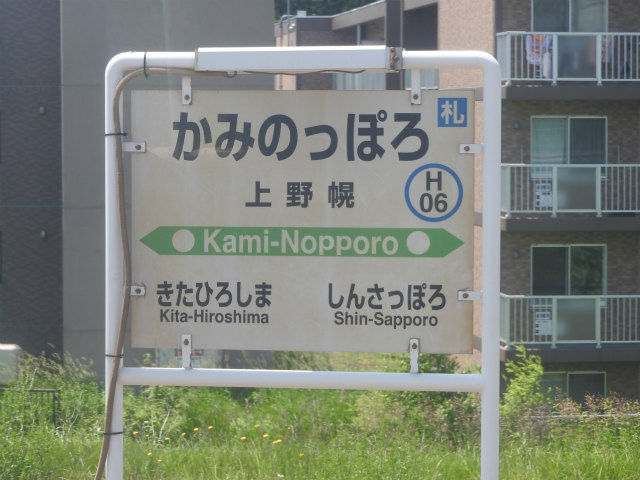 かみのっぽろ
札
上野幌
H
06
Kami-Nopporo
きたひろしま
Kita-Hiroshima
しんさっぽろ
Shin-Sapporo